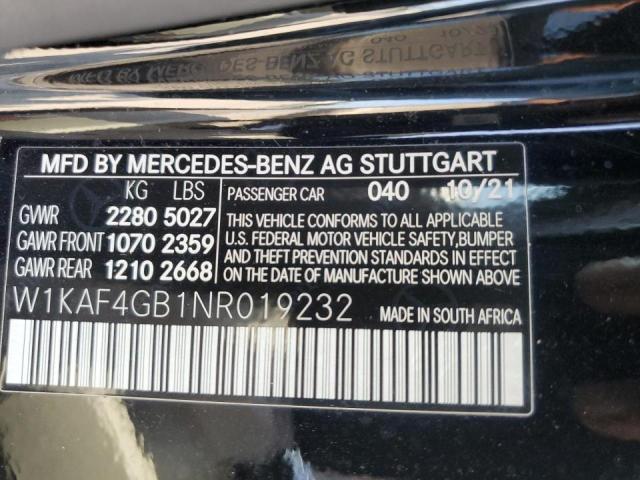 MFD BY MERCEDES-BENZ AG STUTTGART
KG LBS
GVWR 2280 5027
GAWR FRONT 1070 2359
GAWR REAR 1210 2668
PASSENGER CAR 040 10/21
THIS VEHICLE CONFORMS TO ALL APPLICABLE
U.S. FEDERAL MOTOR VEHICLE SAFETY,BUMPER
AND THEFT PREVENTION STANDARDS IN EFFECT
ON THE DATE OF MANUFACTURE SHOWN ABOVE
W1KAF4GB1NR019232
MADE IN SOUTH AFRICA